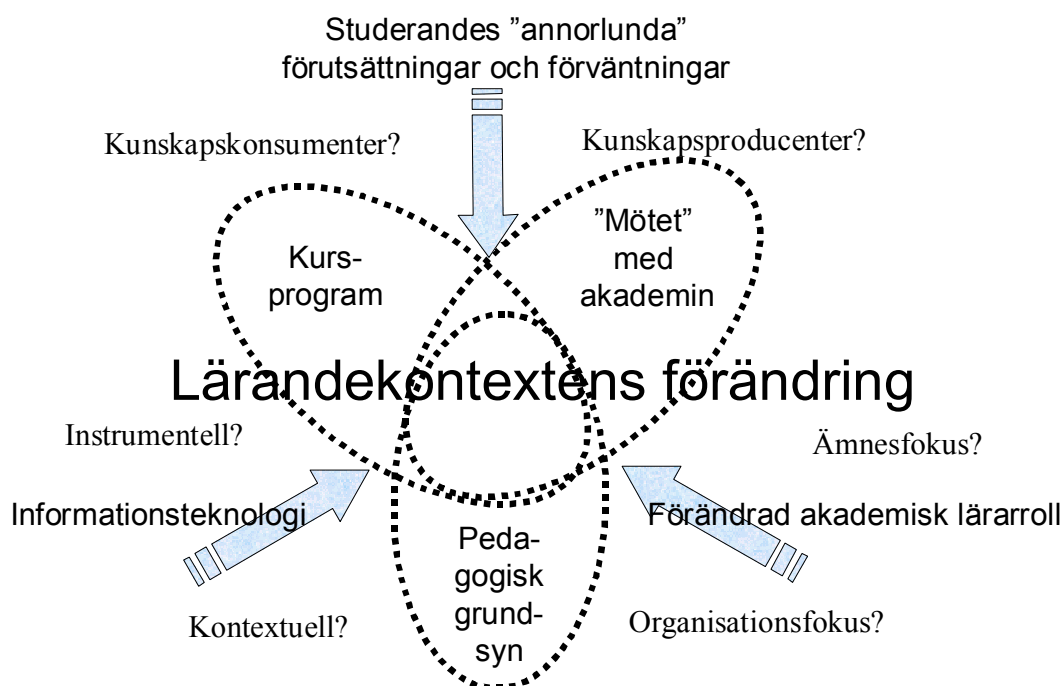 Studerandes ”annorlunda”
förutsättningar och förväntningar
Kunskapskonsumenter?
Kunskapsproducenter?
Kurs-
program
”Mötet”
med
akademin
Lärandekontextens förändring
Instrumentell?
Ämnesfokus?
Informationsteknologi
Förändrad akademisk lärarroll
Peda-
gogisk
grund-
syn
Kontextuell?
Organisationsfokus?